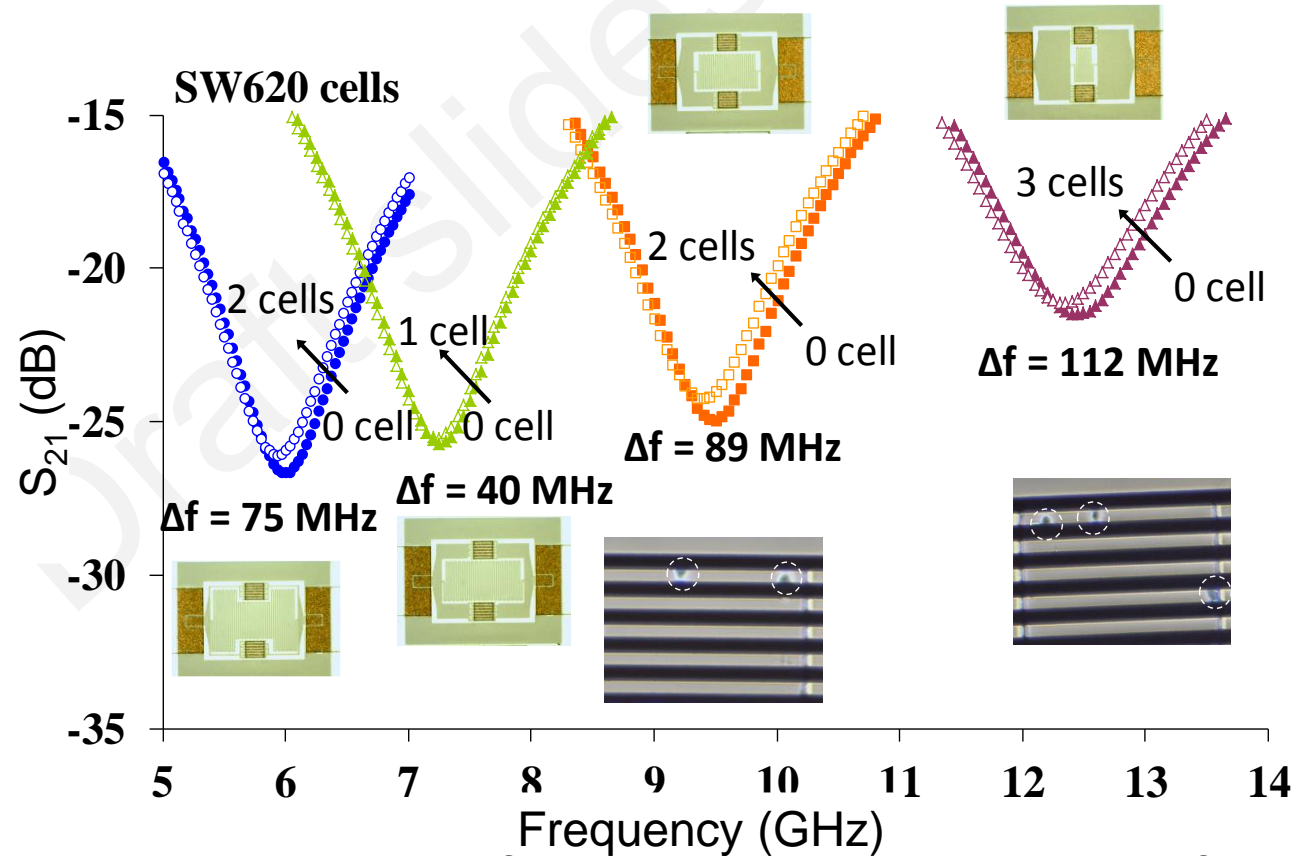 SW620 cells
-15
-20
-25
-30
-35
S21 (dB)
2 cells
0 cell
Δf = 75 MHz
1 cell
0 cell
Δf = 40 MHz
2 cells
0 cell
Δf = 89 MHz
3 cells
0 cell
Δf = 112 MHz
5 6 7 8 9 10 11 12 13 14
Frequency (GHz)
Draft slides